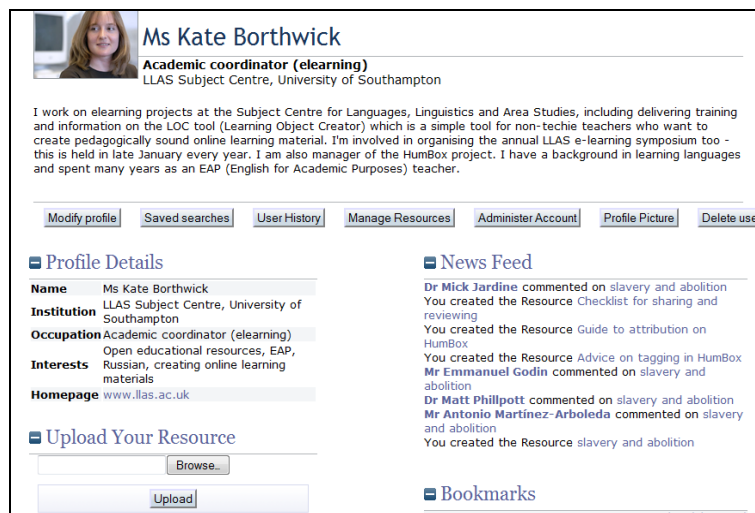 Ms Kate Borthwick
Academic coordinator (elearning)
LLAS Subject Centre, University of Southampton
I work on elearning projects at the Subject Centre for Languages, Linguistics and Area Studies, including delivering training
and information on the LOC tool (Learning Object Creator) which is a simple tool for non-techie teachers who want to
create pedagogically sound online learning material. I'm involved in organising the annual LLAS e-learning symposium too -
this is held in late January every year. I am also manager of the HumBox project. I have a background in learning languages
and spent many years as an EAP (English for Academic Purposes) teacher.
Modify profile Saved searches User History Manage Resources Administer Account Profile Picture Delete use
Profile Details
Name Ms Kate Borthwick
Institution LLAS Subject Centre, University of
Southampton
Occupation Academic coordinator (elearning)
Interests Open educational resources, EAP,
Russian, creating online learning
materials
Homepage www.llas.ac.uk
Upload Your Resource
Browse...
Upload
News Feed
Dr Mick Jardine commented on slavery and abolition
You created the Resource Checklist for sharing and
reviewing
You created the Resource Guide to attribution on
HumBox
You created the Resource Advice on tagging in HumBox
Mr Emmanuel Godin commented on slavery and
abolition
Dr Matt Phillpott commented on slavery and abolition
Mr Antonio Martínez-Arboleda commented on slavery
and abolition
You created the Resource slavery and abolition
Bookmarks